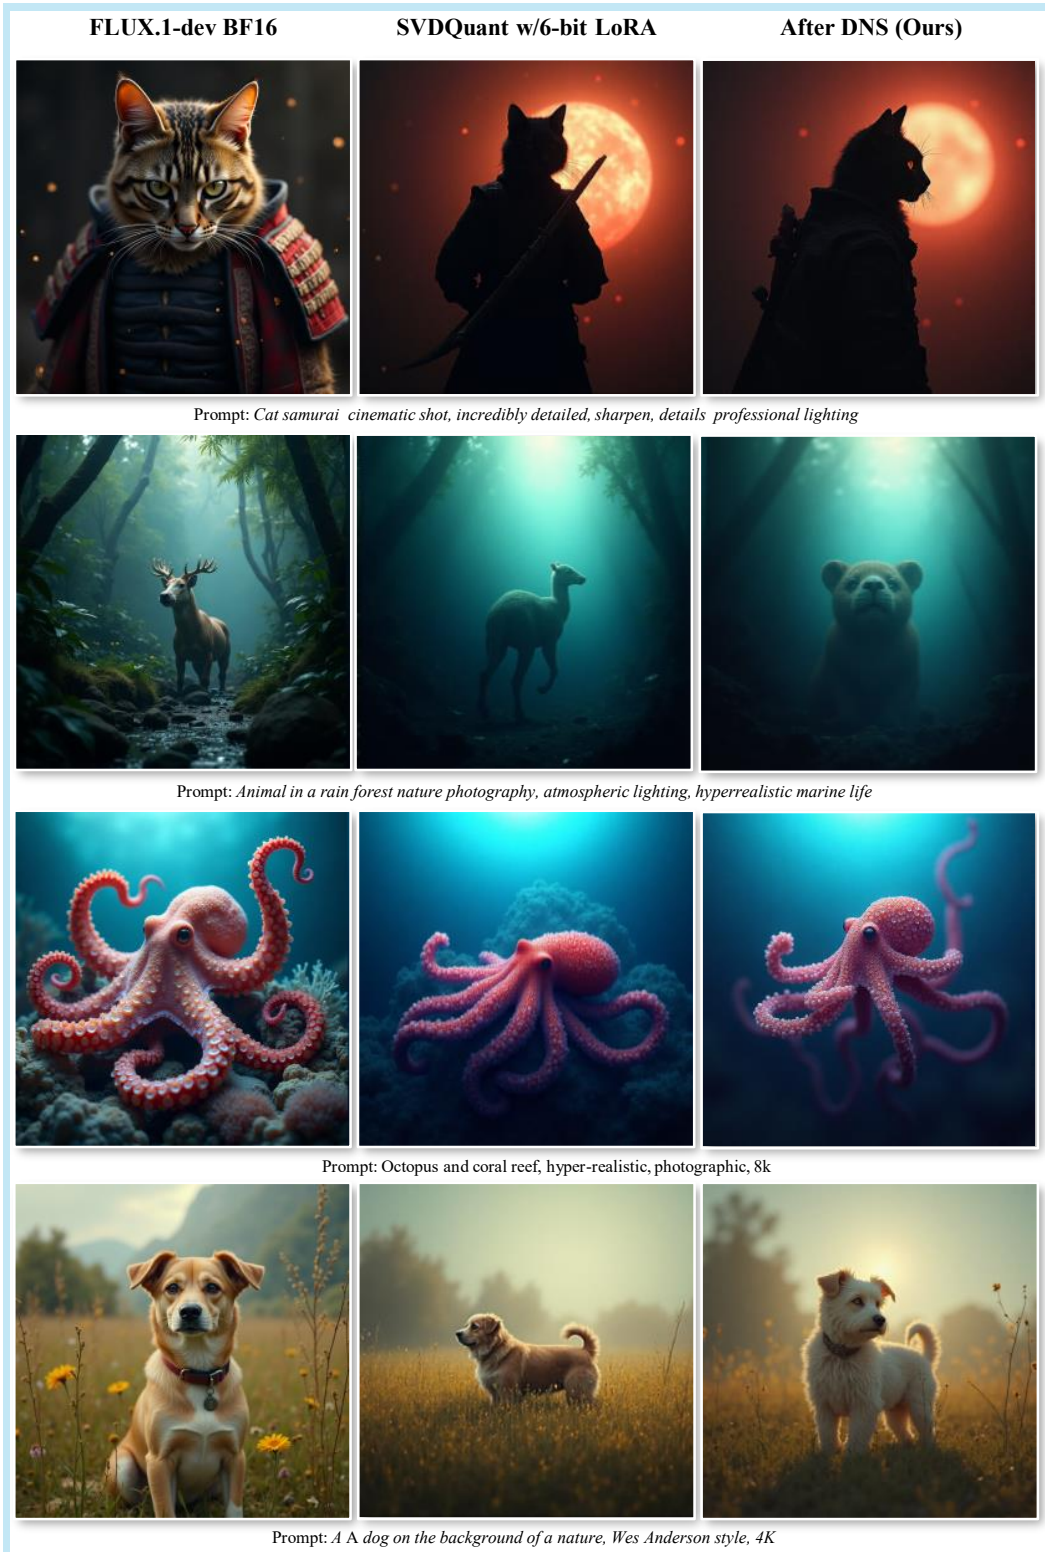 FLUX.1-dev BF16 SVDQuant w/6-bit LoRA After DNS (Ours)
Prompt: Cat samurai cinematic shot, incredibly detailed, sharpen, details professional lighting
Prompt: Animal in a rain forest nature photography, atmospheric lighting, hyperrealistic marine life
Prompt: Octopus and coral reef, hyper-realistic, photographic, 8k
Prompt: A A dog on the background of a nature, Wes Anderson style, 4K